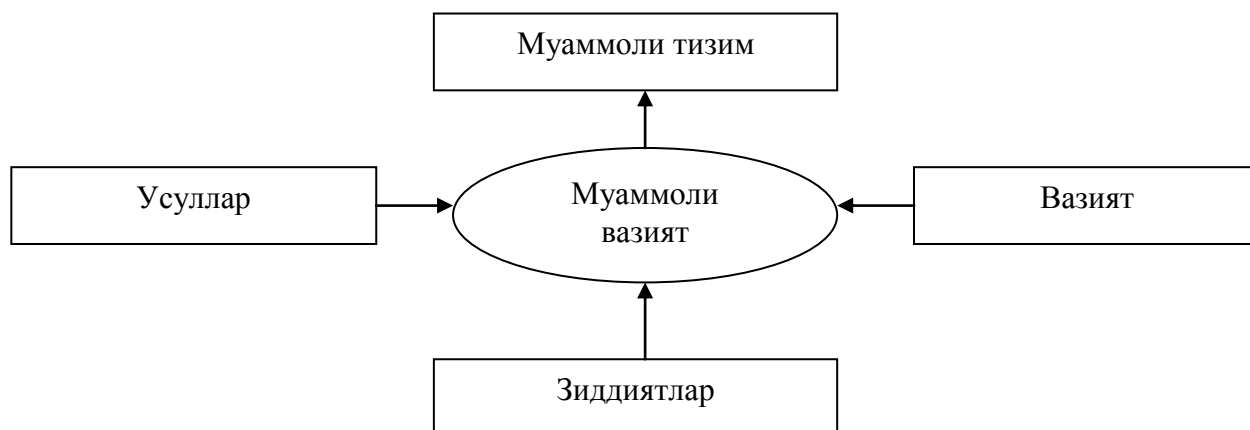 Муаммоли тизим
Усуллар
Муаммоли
вазият
Вазият
Зиддиятлар